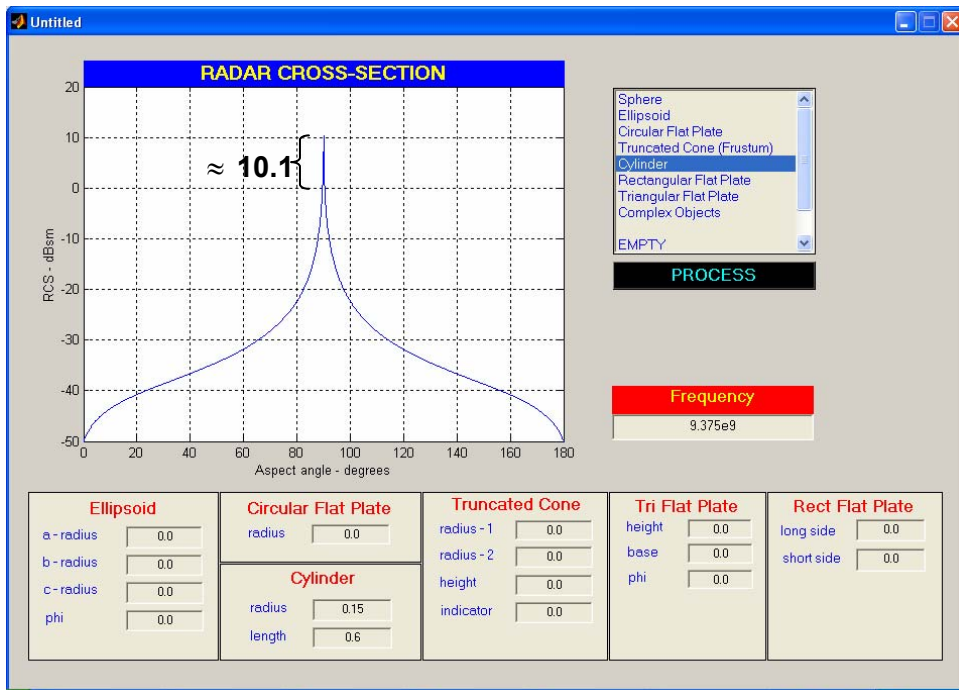 Untitled
RADAR CROSS-SECTION
20
10
0
-10
-20
-30
-40
-50
≈ 10.1
RCS - dBsm
0 20 40 60 80 100 120 140 160 180
Aspect angle - degrees
Sphere
Ellipsoid
Circular Flat Plate
Truncated Cone (Frustum)
Cylinder
Rectangular Flat Plate
Triangular Flat Plate
Complex Objects
EMPTY
PROCESS
Frequency
9.375e9
Ellipsoid
a - radius 0.0
b - radius 0.0
c - radius 0.0
phi 0.0
Circular Flat Plate
radius 0.0
Cylinder
radius 0.15
length 0.6
Truncated Cone
radius - 1 0.0
radius - 2 0.0
height 0.0
indicator 0.0
Tri Flat Plate
height 0.0
base 0.0
phi 0.0
Rect Flat Plate
long side 0.0
short side 0.0